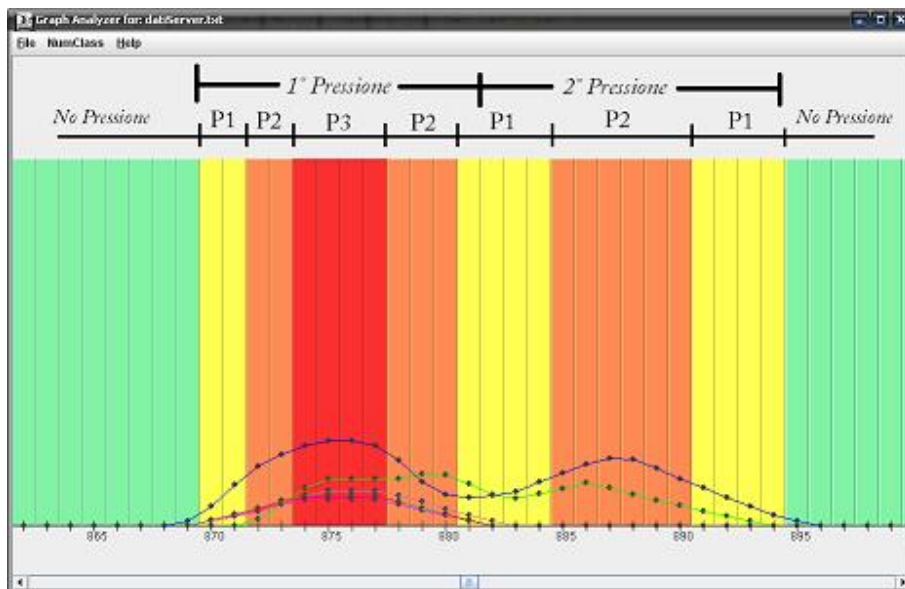 Graph Analyzer for: datiServer.txt
File NumClass Help
1° Pressione 2° Pressione
No Pressione P1 P2 P3 P2 P1 P2 P1 No Pressione
865 870 875 880 885 890 895